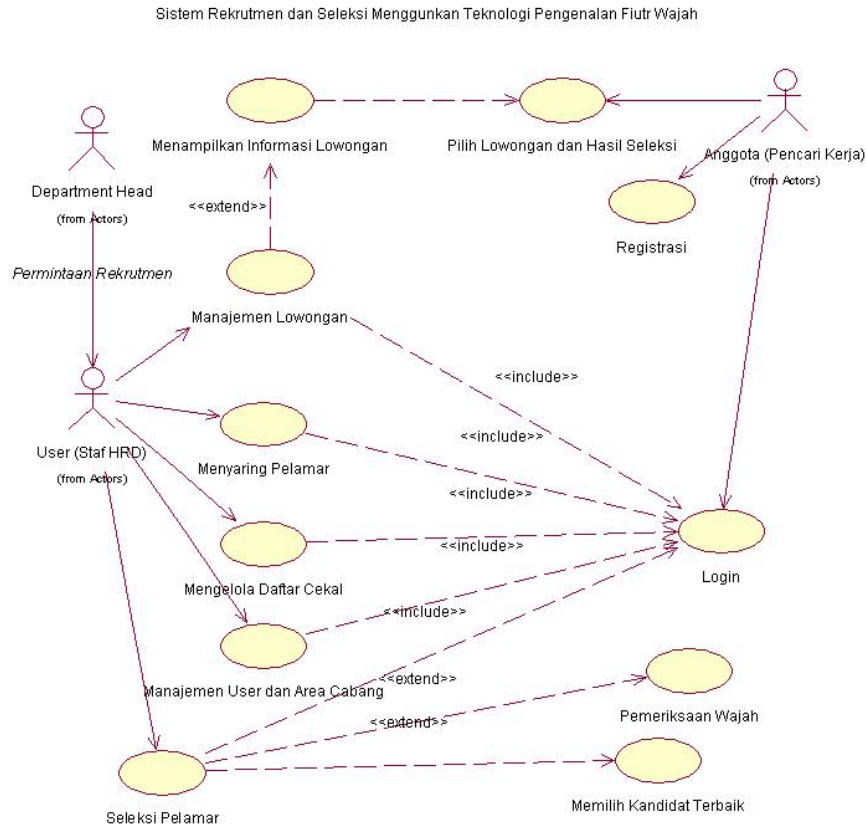 Sistem Rekrutmen dan Seleksi Menggunkan Teknologi Pengenalan Fiutr Wajah
Menampilkan Informasi Lowongan
Pilih Lowongan dan Hasil Seleksi
Anggota (Pencari Kerja)
(from Actors)
Department Head
(from Actors)
<<extend>>
Registrasi
Permintaan Rekrutmen
Manajemen Lowongan
<<include>>
User (Staf HRD)
(from Actors)
<<include>>
Menyaring Pelamar
<<include>>
<<include>>
Login
Mengelola Daftar Cekal
<<include>>
Manajemen User dan Area Cabang
<<extend>>
<<extend>>
Pemeriksaan Wajah
Memilih Kandidat Terbaik
Seleksi Pelamar